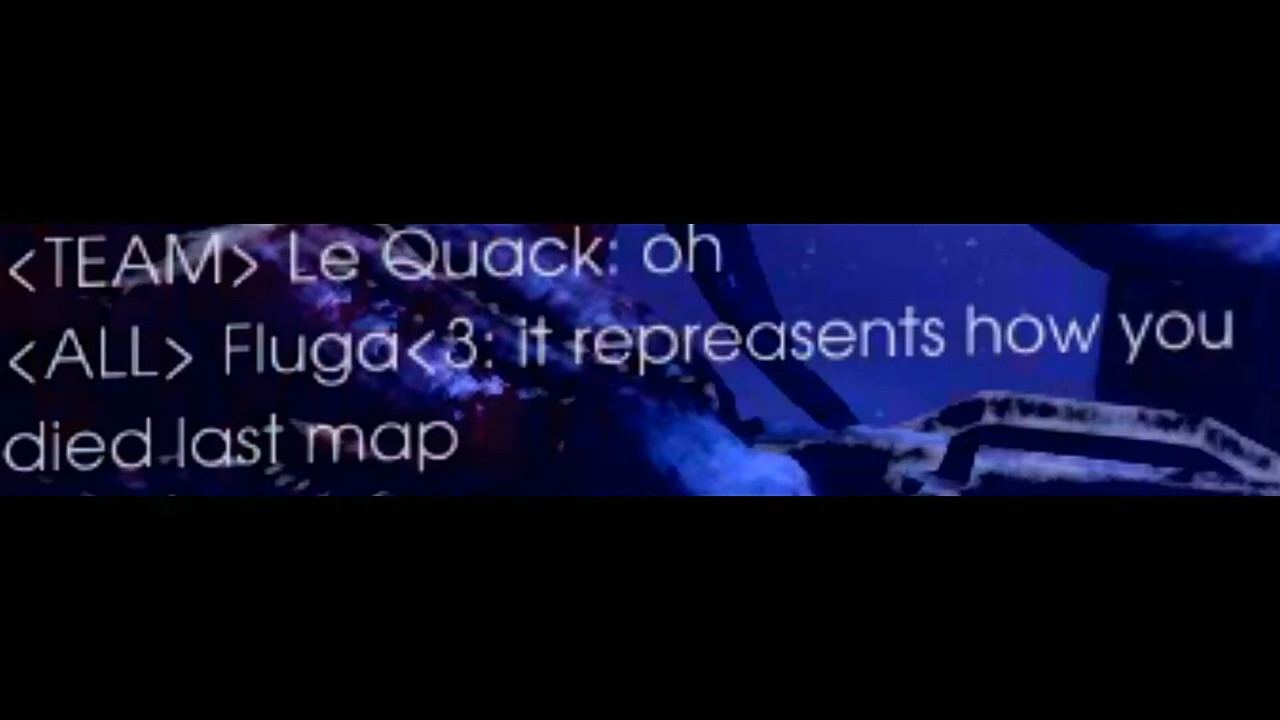 <TEAM> Le Quack: oh
<ALL> Fluga<3: it repreasents how you
died last map